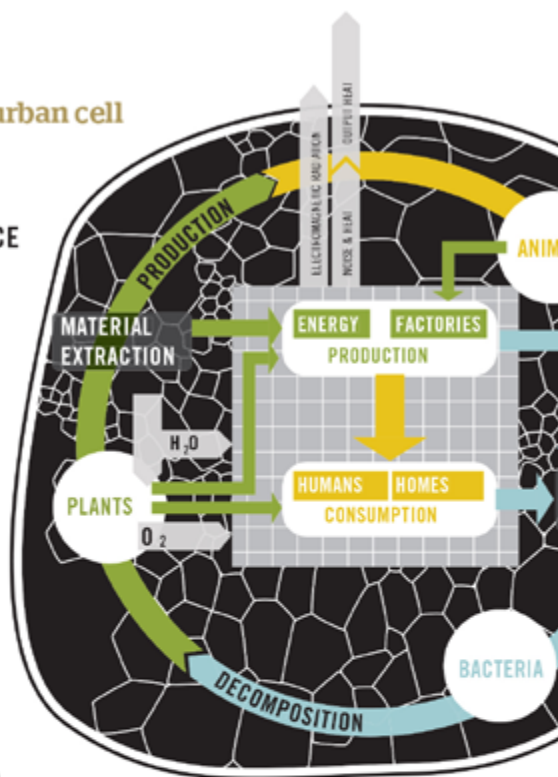 urban cell
CE
PRODUCTION
ELECTROMAGNETIC RADIATION
OUTPUT HEAT
NOISE & HEAT
ANIM
MATERIAL
EXTRACTION
ENERGY
FACTORIES
PRODUCTION
H2O
PLANTS
HUMANS
HOMES
CONSUMPTION
O2
BACTERIA
DECOMPOSITION